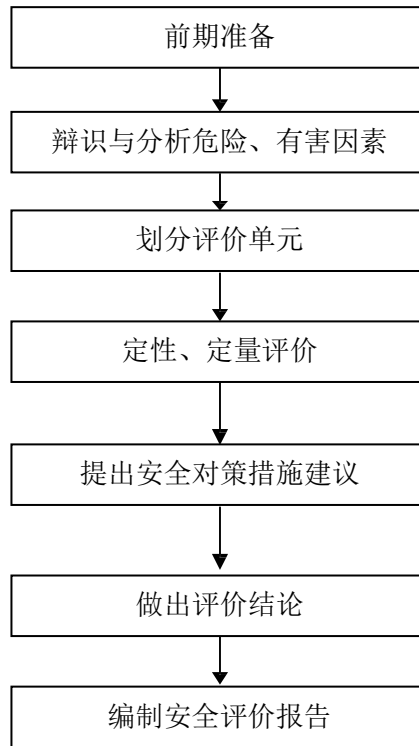 前期准备
辩识与分析危险、有害因素
划分评价单元
定性、定量评价
提出安全对策措施建议
做出评价结论
编制安全评价报告